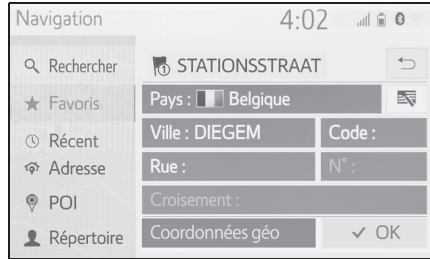 Navigation 4:02
Rechercher
Favoris
Récent
Adresse
POI
Répertoire
STATIONSSTRAAT
Pays : Belgique
Ville : DIEGEM Code :
Rue : N° :
Croisement :
Coordonnées géo OK